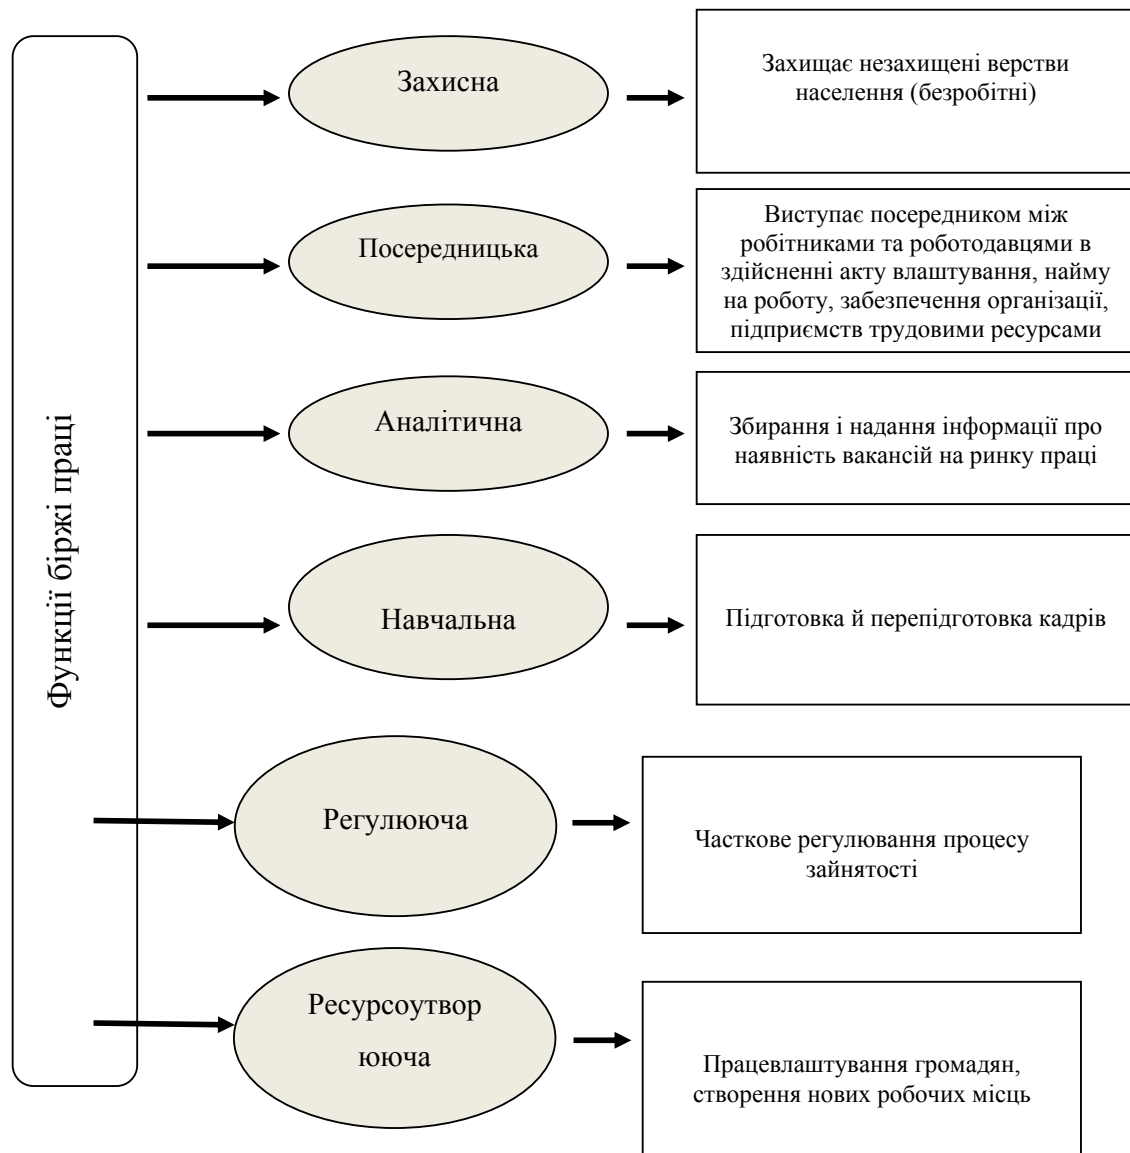 Функції біржі праці
Захисна
Захищає незахищені верстви
населення (безробітні)
Посередницька
Виступає посередником між
робітниками та роботодавцями в
здійсненні акту влаштування, найму
на роботу, забезпечення організації,
підприємств трудовими ресурсами
Аналітична
Збирання і надання інформації про
наявність вакансій на ринку праці
Навчальна
Підготовка й перепідготовка кадрів
Регулююча
Часткове регулювання процесу
зайнятості
Ресурсоутвор
ююча
Працевлаштування громадян,
створення нових робочих місць